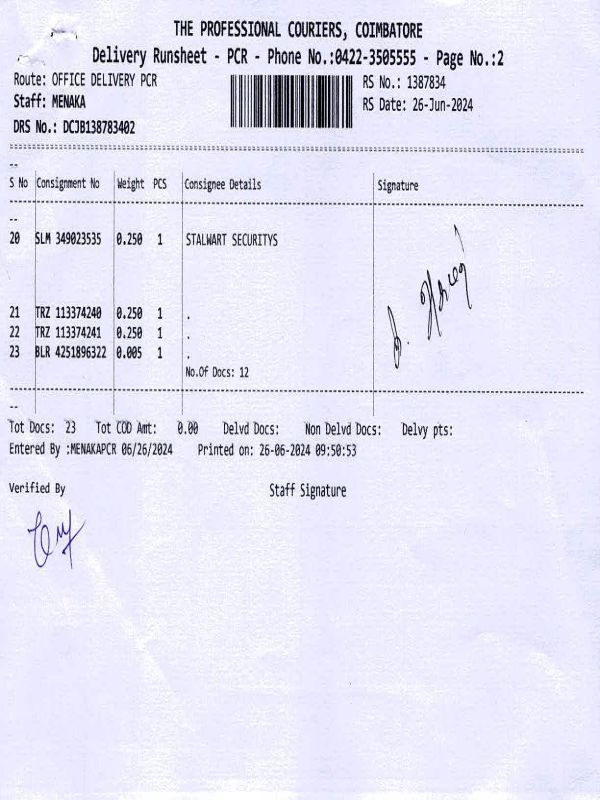 THE PROFESSIONAL COURIERS, COIMBATORE
Delivery Runsheet - PCR - Phone No.:0422-3505555 - Page No.:2
Route: OFFICE DELIVERY PCR RS No.: 1387834
Staff: MENAKA RS Date: 26-Jun-2024
DRS No.: DCJB138783402
--
S No Consignment No Weight PCS Consignee Details Signature
--
20 SLM 349023535 0.250 1 STALWART SECURITYS
21 TRZ 113374240 0.250 1 .
22 TRZ 113374241 0.250 1 .
23 BLR 4251896322 0.005 1 .
No.Of Docs: 12
--
Tot Docs: 23 Tot COD Amt: 0.00 Delvd Docs: Non Delvd Docs: Delvy pts:
Entered By :MENAKAPCR 06/26/2024 Printed on: 26-06-2024 09:50:53
Verified By Staff Signature